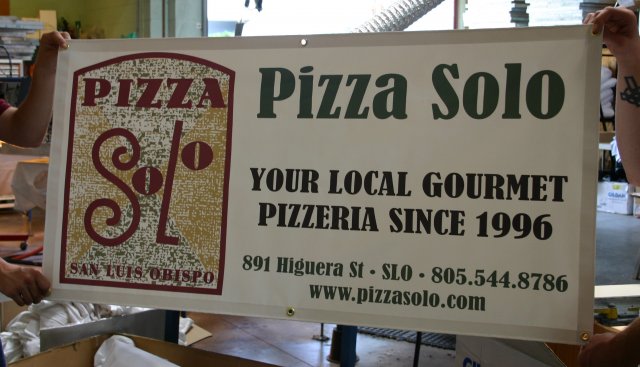 PIZZA
SOLO
SAN LUIS OBISPO
Pizza Solo
YOUR LOCAL GOURMET
PIZZERIA SINCE 1996
891 Higuera St • SLO • 805.544.8786
www.pizzasolo.com
GILDAN